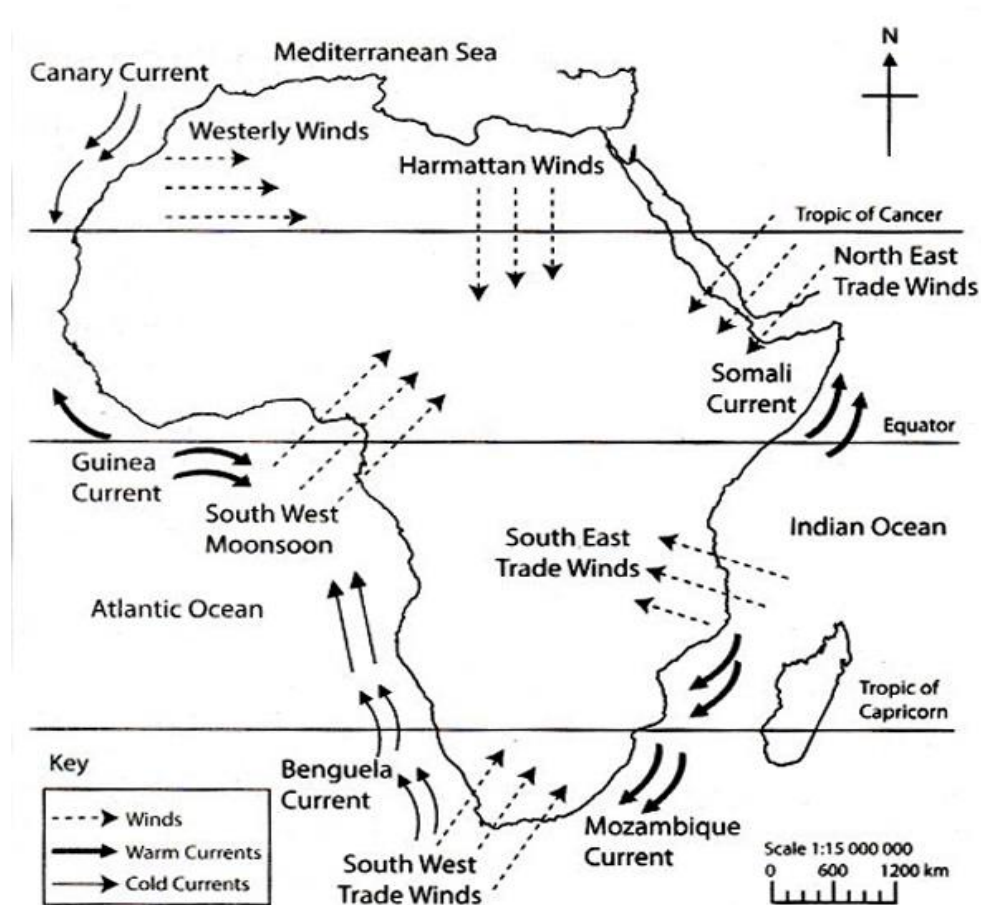 Mediterranean Sea
N
Canary Current
Westerly Winds
Harmattan Winds
Tropic of Cancer
North East
Trade Winds
Somali
Current
Equator
Guinea
Current
South West
Moonsoon
South East
Trade Winds
Indian Ocean
Atlantic Ocean
Tropic of
Capricorn
Key
Winds
Warm Currents
Cold Currents
Benguela
Current
South West
Trade Winds
Mozambique
Current
Scale 1:15 000 000
0 600 1200 km